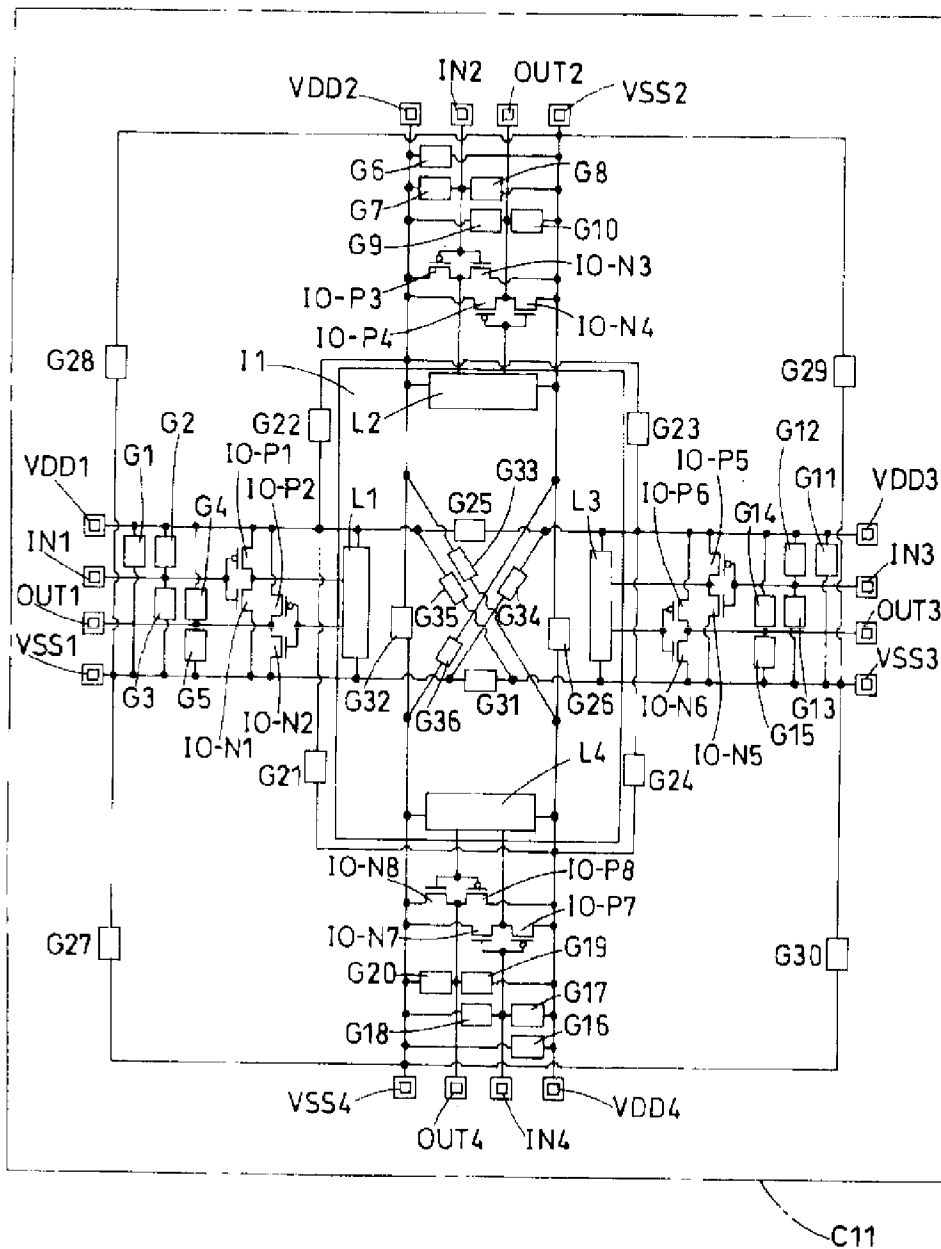 IN2
OUT2
VDD2
VSS2
G6
G8
G7
G9
G10
IO-N3
IO-P3
IO-P4
IO-N4
G28
I1
G29
L2
G22
G23
G2
G12
G1
IO-P1
G33
IO-P5
VDD1
G4
IO-P2
L1
G25
L3
IO-P6
G14
G11
VDD3
IN1
IN3
OUT1
G35
G34
OUT3
VSS1
G32
G26
VSS3
G3
G5
IO-N2
G36
G31
IO-N6
G13
IO-N1
G15
IO-N5
G21
L4
G24
IO-N8
IO-P8
IO-P7
G27
IO-N7
G19
G30
G20
G17
G18
G16
VSS4
VDD4
OUT4
IN4
C11